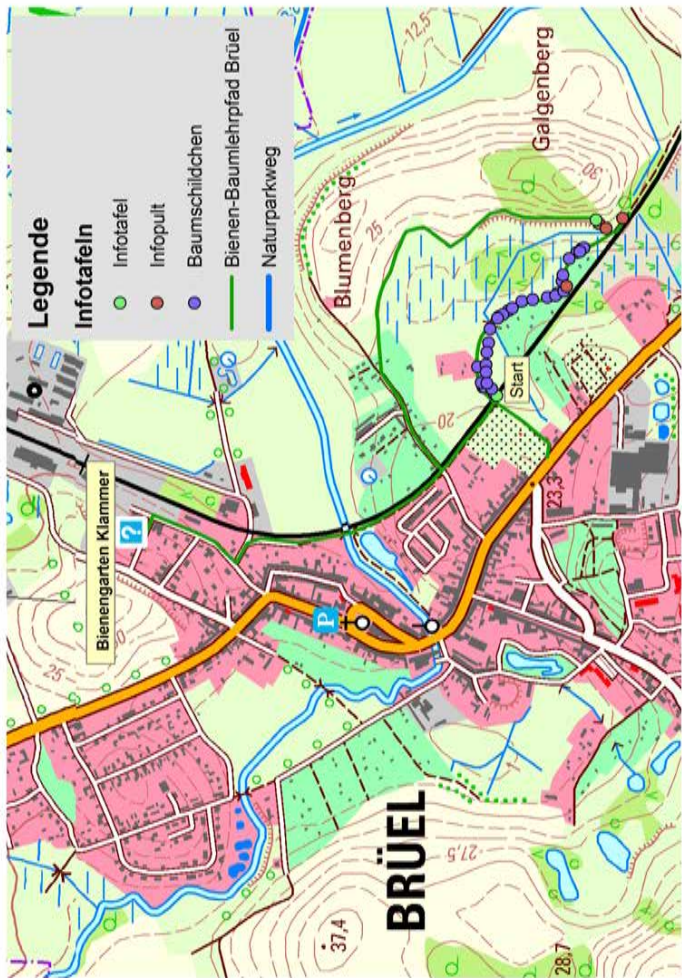 Legende
Infotafeln
Infotafel
Infopult
Baumschildchen
Bienen-Baumlehrpfad Brüel
Naturparkweg
Bienengarten Klammer
?
P
Start
BRÜEL
Blumenberg
Galgenberg
12,5
25
30
20
23,3
25
30
27,5
37,4
28,7